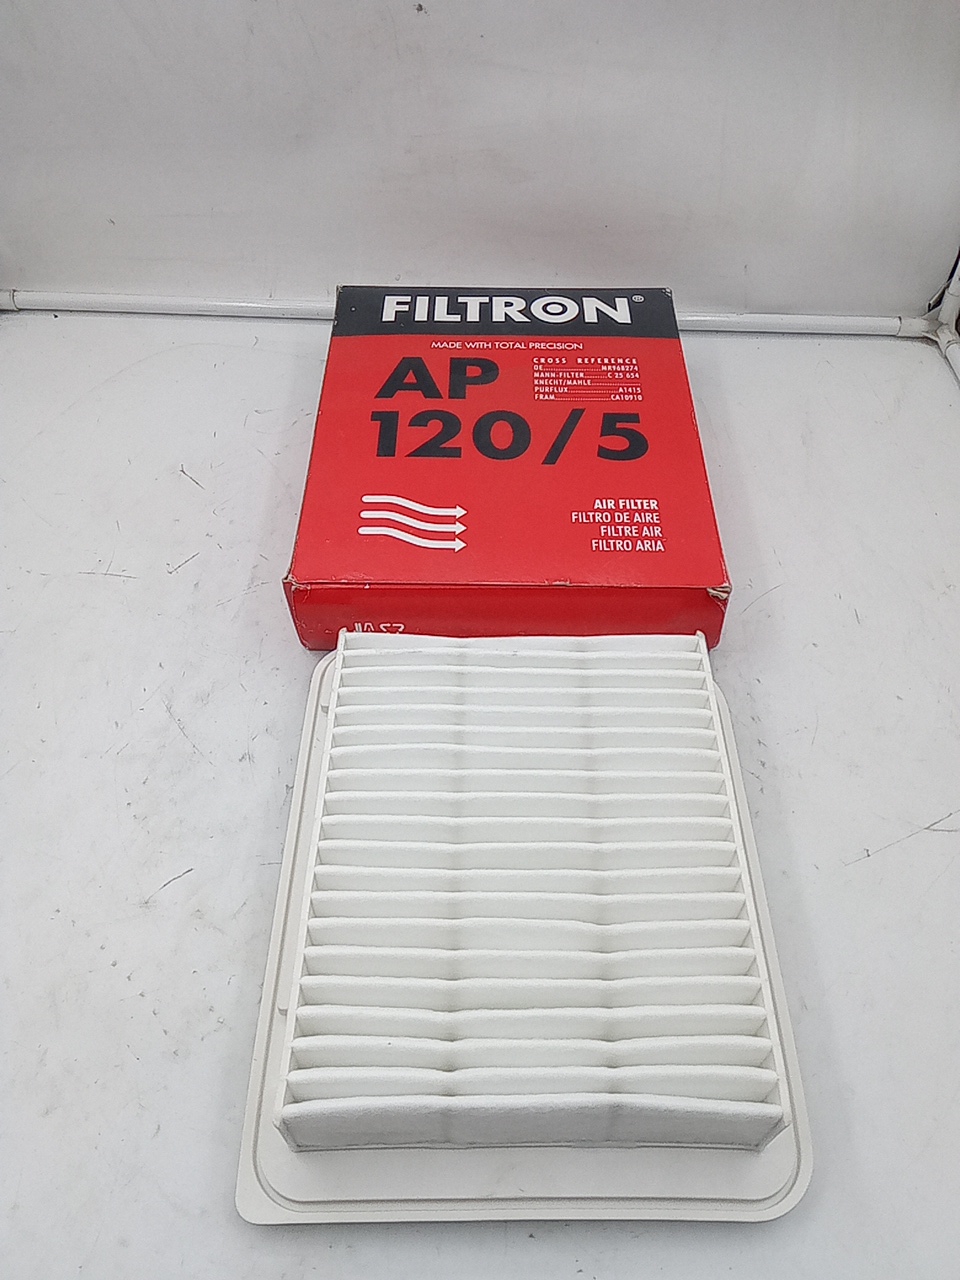 FILTRON®
MADE WITH TOTAL PRECISION
AP
120/5
CROSS REFERENCE
OE..................MR968274
MANN-FILTER........C 25 654
KNECHT/MAHLE................
PURFLUX................A1415
FRAM................CA10910
AIR FILTER
FILTRO DE AIRE
FILTRE AIR
FILTRO ARIA